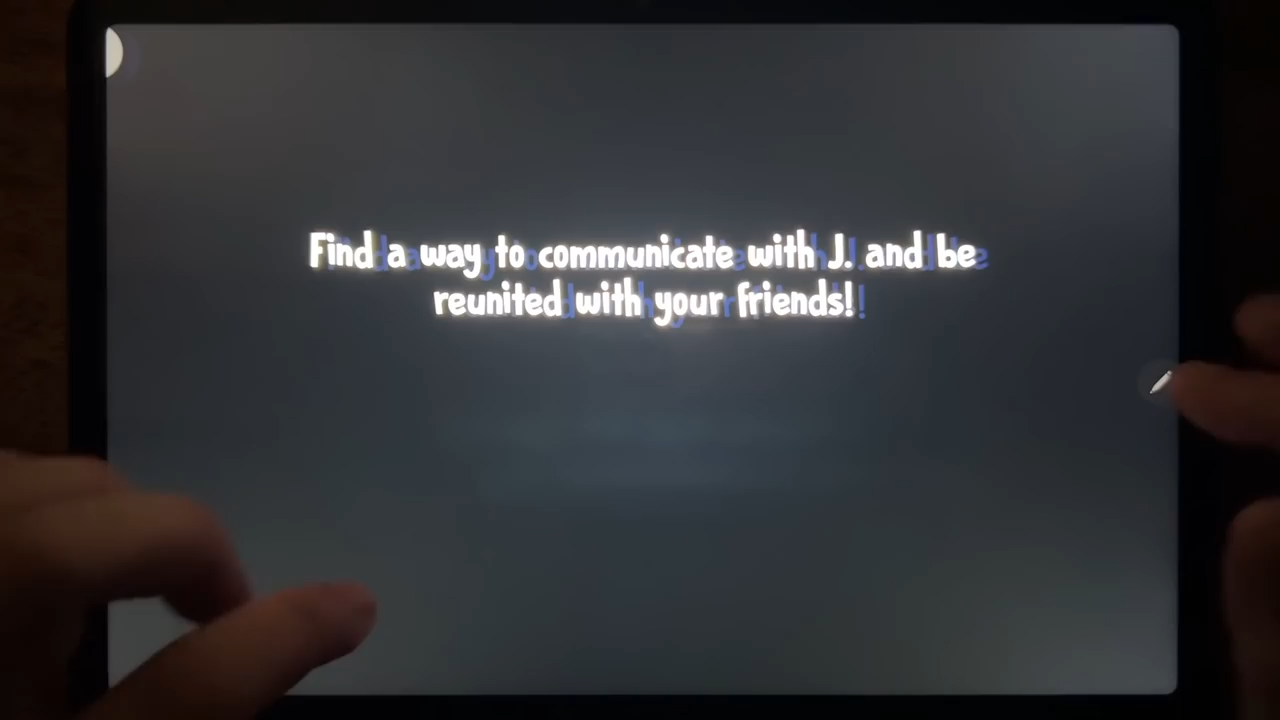 Find a way to communicate with J. and be
reunited with your friends!